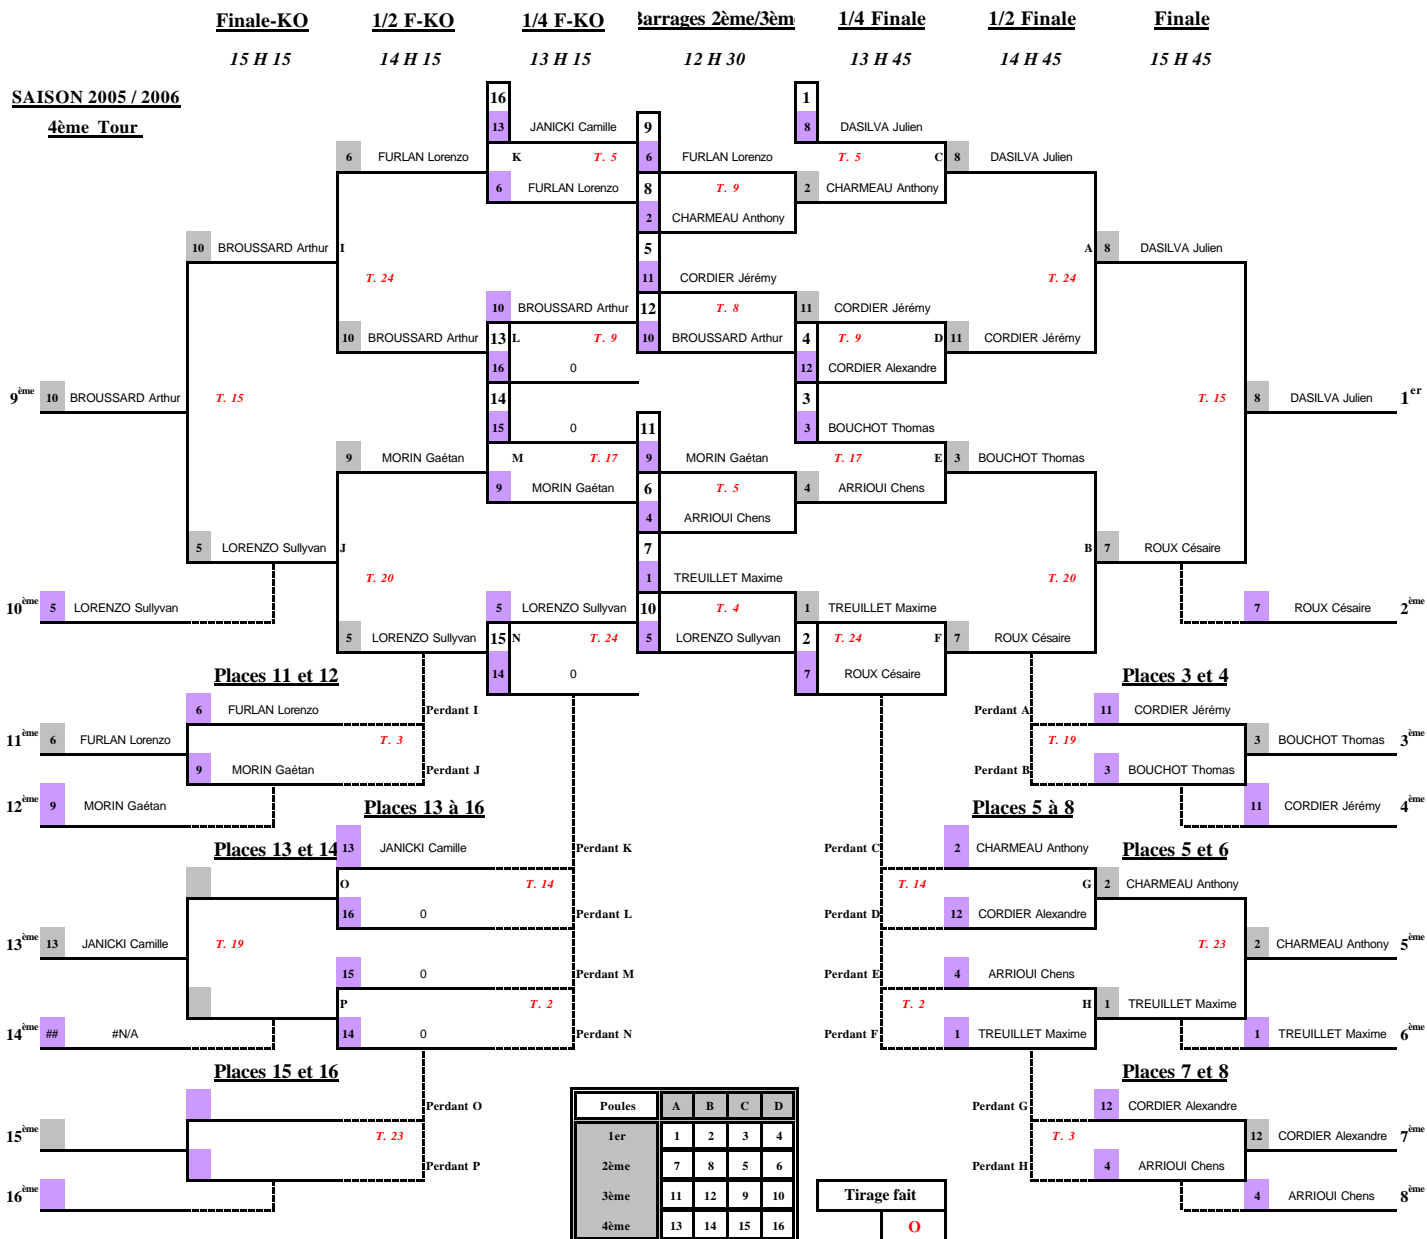 Finale-KO 1/2 F-KO 1/4 F-KO Barrages 2ème/3èm 1/4 Finale 1/2 Finale Finale
15 H 15 14 H 15 13 H 15 12 H 30 13 H 45 14 H 45 15 H 45
SAISON 2005 / 2006 16 1
4ème Tour 13 JANICKI Camille 9 8 DASILVA Julien
6 FURLAN Lorenzo K T. 5 6 FURLAN Lorenzo T. 5 C 8 DASILVA Julien
6 FURLAN Lorenzo 8 T. 9 2 CHARMEAU Anthony
2 CHARMEAU Anthony
10 BROUSSARD Arthur I 5 A 8 DASILVA Julien
T. 24 11 CORDIER Jérémy T. 24
10 BROUSSARD Arthur 12 T. 8 11 CORDIER Jérémy
10 BROUSSARD Arthur 13 L T. 9 10 BROUSSARD Arthur 4 T. 9 D 11 CORDIER Jérémy
16 0 12 CORDIER Alexandre
9ème 10 BROUSSARD Arthur T. 15 14 3 T. 15 8 DASILVA Julien 1er
15 0 11 3 BOUCHOT Thomas
9 MORIN Gaétan M T. 17 9 MORIN Gaétan T. 17 E 3 BOUCHOT Thomas
9 MORIN Gaétan 6 T. 5 4 ARRIOUI Chens
4 ARRIOUI Chens
5 LORENZO Sullyvan J 7 B 7 ROUX Césaire
T. 20 1 TREUILLET Maxime T. 20
10ème 5 LORENZO Sullyvan 5 LORENZO Sullyvan 10 T. 4 1 TREUILLET Maxime 7 ROUX Césaire 2ème
5 LORENZO Sullyvan 15 N T. 24 5 LORENZO Sullyvan 2 T. 24 F 7 ROUX Césaire
Places 11 et 12 14 0 7 ROUX Césaire Places 3 et 4
6 FURLAN Lorenzo Perdant I Perdant A 11 CORDIER Jérémy
11ème 6 FURLAN Lorenzo T. 3 T. 19 3 BOUCHOT Thomas 3ème
9 MORIN Gaétan Perdant J Perdant B 3 BOUCHOT Thomas
12ème 9 MORIN Gaétan Places 13 à 16 Places 5 à 8 11 CORDIER Jérémy 4ème
Places 13 et 14 13 JANICKI Camille Perdant K Perdant C 2 CHARMEAU Anthony Places 5 et 6
O T. 14 T. 14 G 2 CHARMEAU Anthony
16 0 Perdant L Perdant D 12 CORDIER Alexandre
13ème 13 JANICKI Camille T. 19 T. 23 2 CHARMEAU Anthony 5ème
15 0 Perdant M Perdant E 4 ARRIOUI Chens
P T. 2 T. 2 H 1 TREUILLET Maxime
14ème ## #N/A 14 0 Perdant N Perdant F 1 TREUILLET Maxime 1 TREUILLET Maxime 6ème
Places 15 et 16 Places 7 et 8
Perdant O Poules A B C D Perdant G 12 CORDIER Alexandre
15ème T. 23 1er 1 2 3 4 T. 3 12 CORDIER Alexandre 7ème
Perdant P 2ème 7 8 5 6 Perdant H 4 ARRIOUI Chens
16ème 3ème 11 12 9 10 Tirage fait 4 ARRIOUI Chens 8ème
4ème 13 14 15 16 O